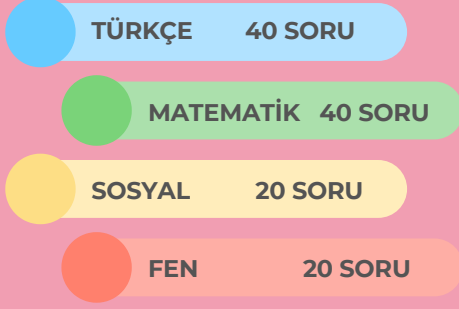 TÜRKÇE 40 SORU
MATEMATİK 40 SORU
SOSYAL 20 SORU
FEN 20 SORU